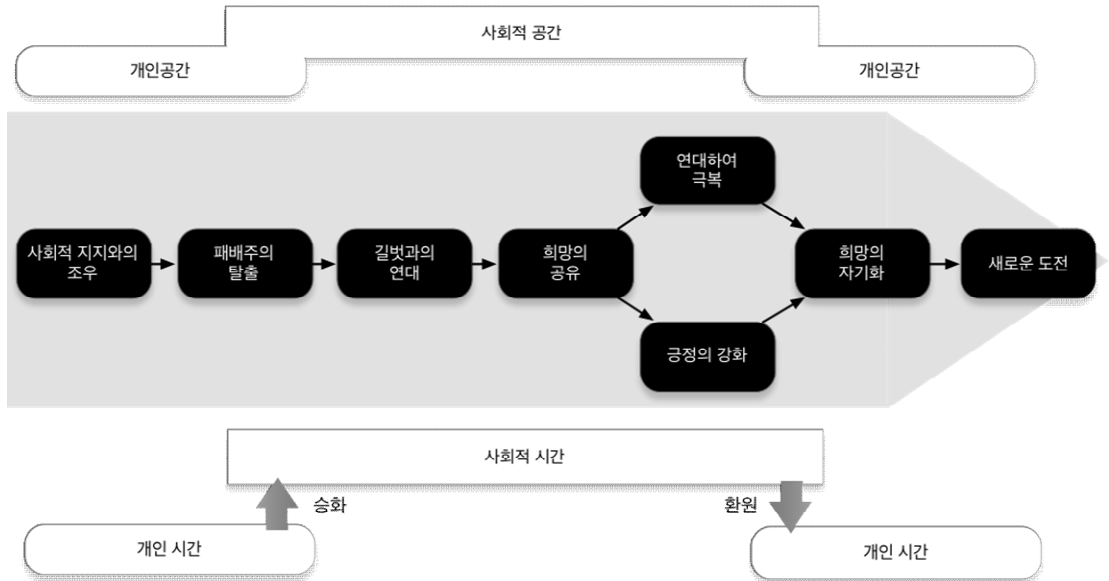 사회적 공간
개인공간
개인공간
연대하여
극복
사회적 지지와의
조우
패배주의
탈출
길벗과의
연대
희망의
공유
희망의
자기화
새로운 도전
긍정의 강화
사회적 시간
승화
환원
개인 시간
개인 시간